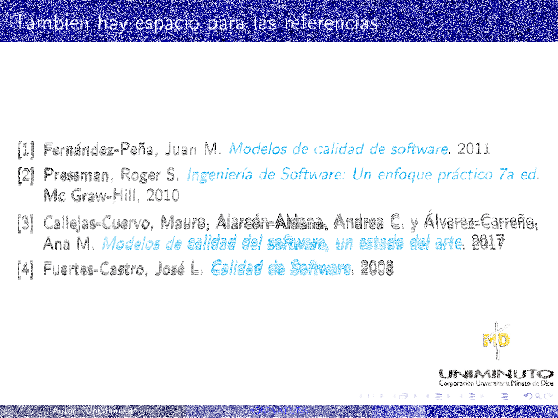 También hay espacio para las referencias
[1] Fernández-Peña, Juan M. Modelos de calidad de software. 2011
[2] Pressman, Roger S. Ingeniería de Software: Un enfoque práctico 7a ed.
Mc Graw-Hill, 2010
[3] Callejas-Cuervo, Mauro; Alarcón-Aldana, Andrea C. y Álvarez-Carreño,
Ana M. Modelos de calidad del software, un estado del arte. 2017
[4] Fuertes-Castro, José L. Calidad de Software. 2008
MD
UNIMINUTO
Corporación Universitaria Minuto de Dios